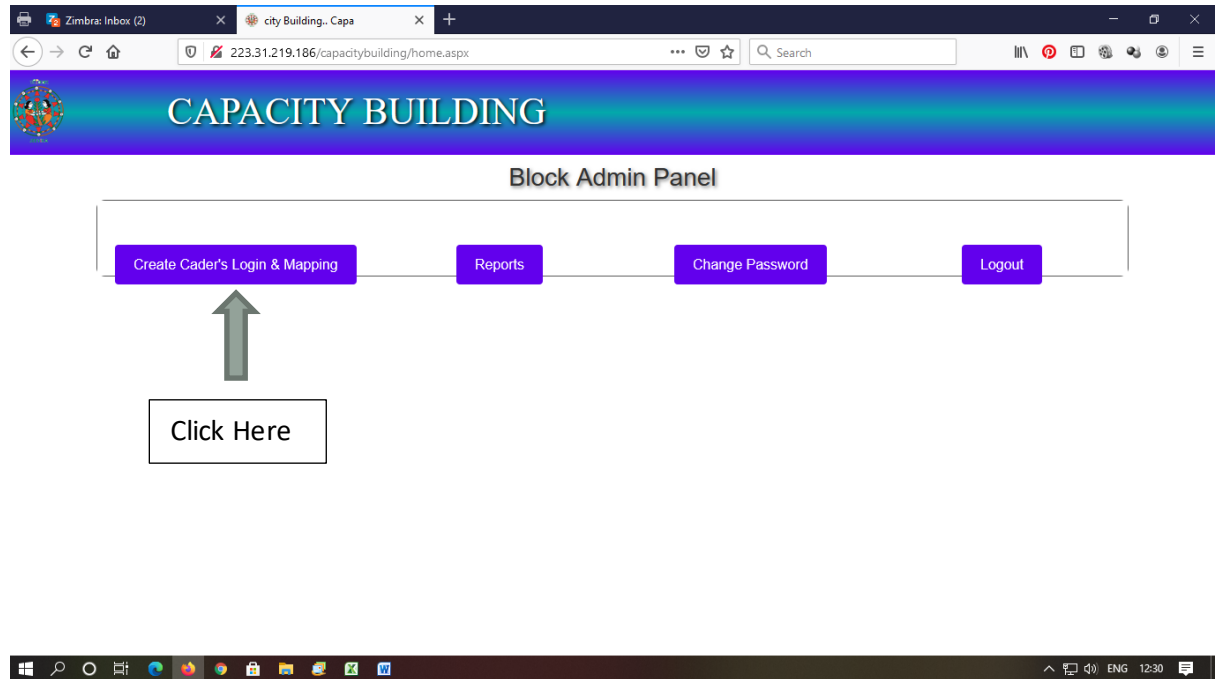 Zimbra: Inbox (2)
city Building.. Capa
223.31.219.186/capacitybuilding/home.aspx
Search
CAPACITY BUILDING
Block Admin Panel
Create Cader's Login & Mapping
Reports
Change Password
Logout
Click Here
ENG 12:30